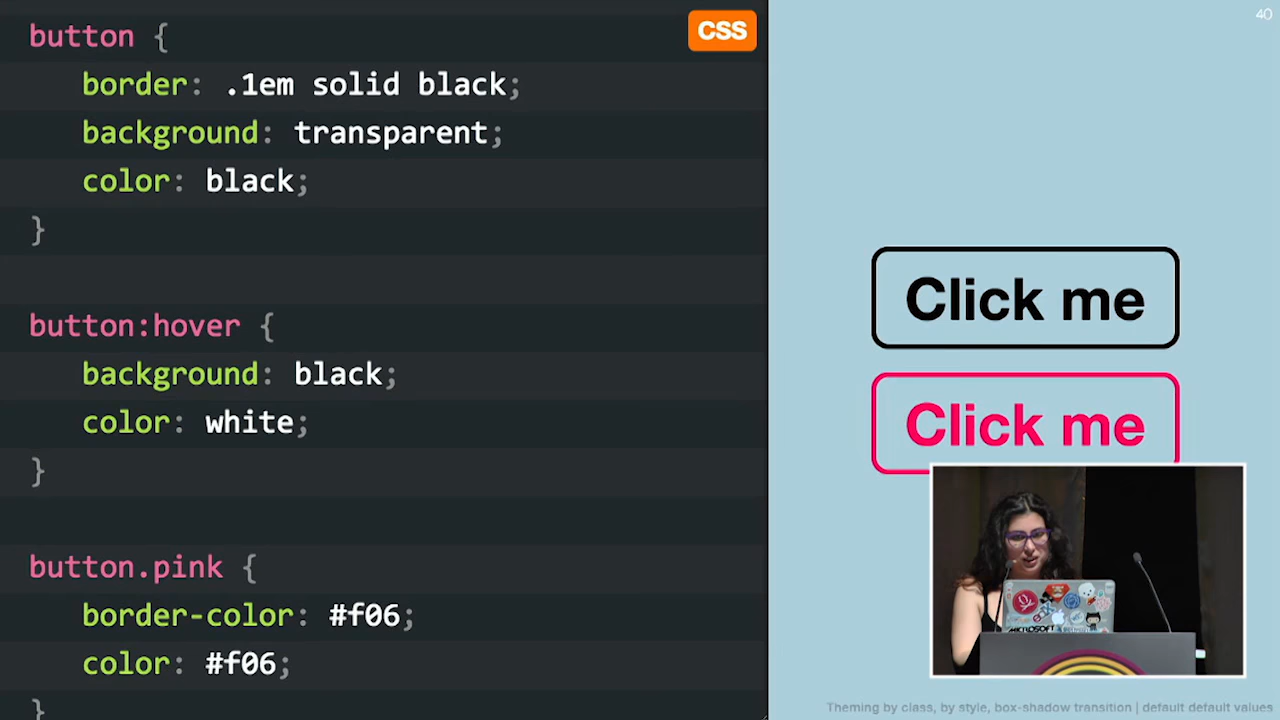 button {
border: .1em solid black;
background: transparent;
color: black;
}
button:hover {
background: black;
color: white;
}
button.pink {
border-color: #f06;
color: #f06;
}
CSS
40
Click me
Click me
MICROSOFT
Theming by class, by style, box-shadow transition | default default values